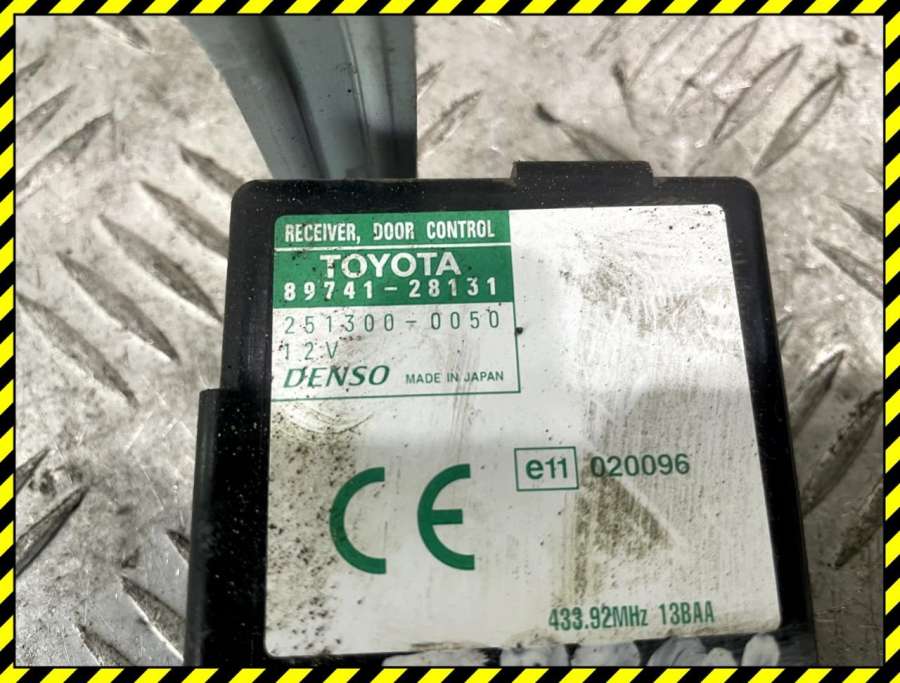 RECEIVER, DOOR CONTROL
TOYOTA
89741-28131
251300-0050
12V
DENSO MADE IN JAPAN
e11 020096
CE
433.92MHz 13BAA